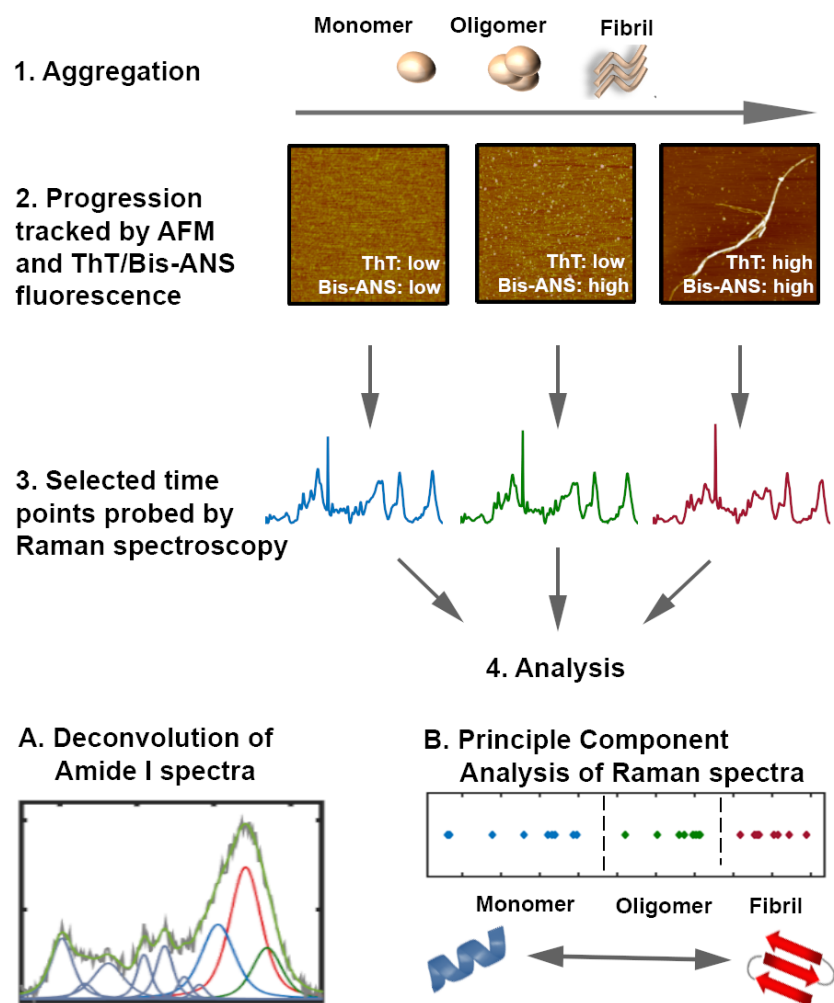 Monomer Oligomer Fibril
1. Aggregation
2. Progression
tracked by AFM
and ThT/Bis-ANS
fluorescence
ThT: low
Bis-ANS: low
ThT: low
Bis-ANS: high
ThT: high
Bis-ANS: high
3. Selected time
points probed by
Raman spectroscopy
4. Analysis
A. Deconvolution of
Amide I spectra
B. Principle Component
Analysis of Raman spectra
Monomer Oligomer Fibril